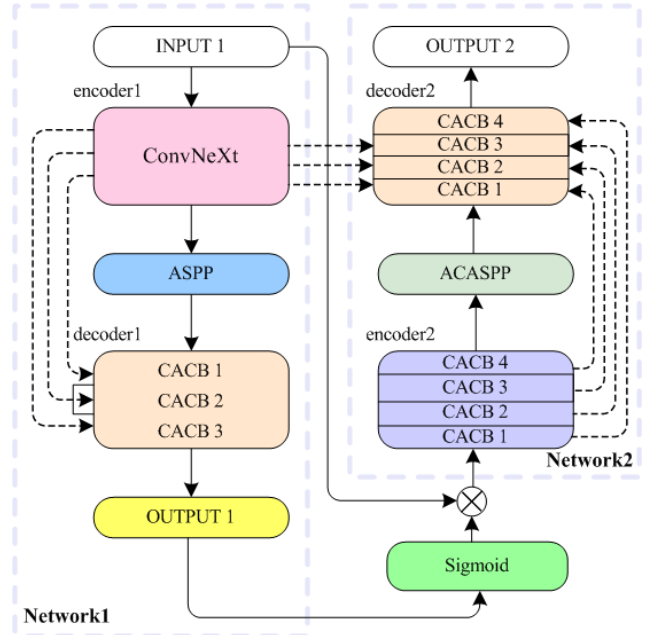 INPUT 1
encoder1
ConvNeXt
ASPP
decoder1
CACB 1
CACB 2
CACB 3
OUTPUT 1
Network1
OUTPUT 2
decoder2
CACB 4
CACB 3
CACB 2
CACB 1
ACASPP
encoder2
CACB 4
CACB 3
CACB 2
CACB 1
Network2
Sigmoid